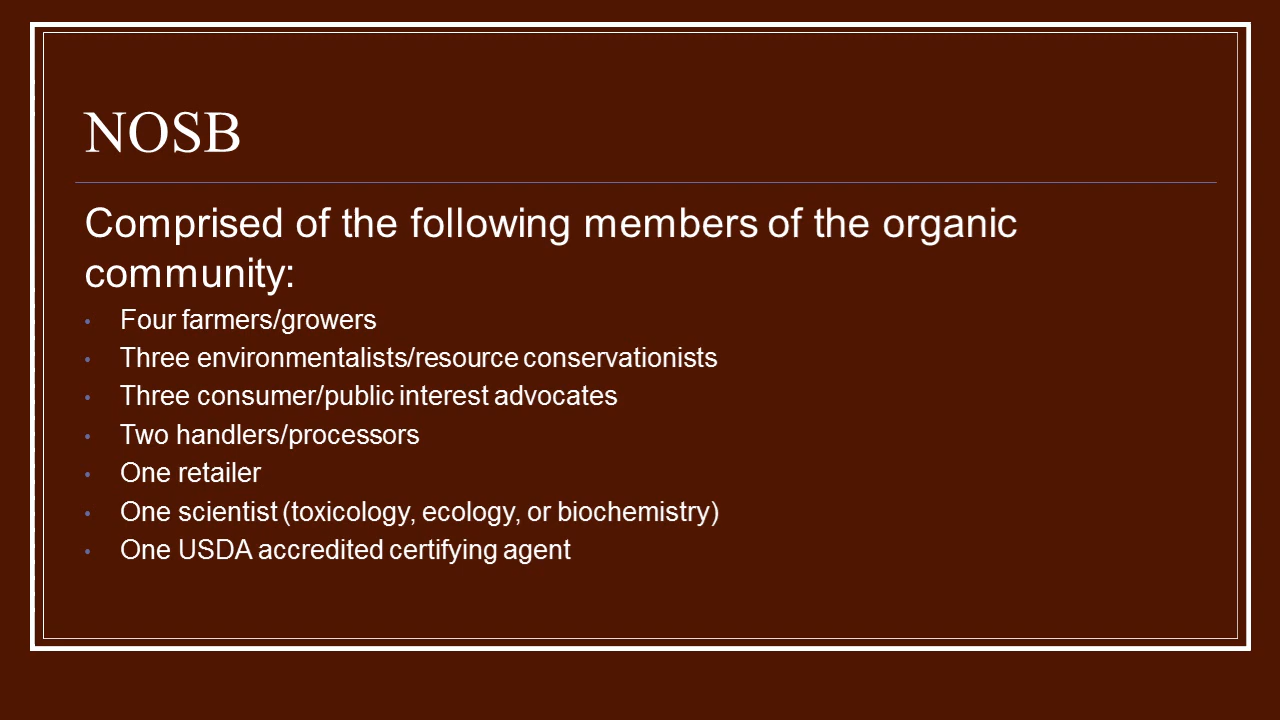 NOSB
Comprised of the following members of the organic
community:
• Four farmers/growers
• Three environmentalists/resource conservationists
• Three consumer/public interest advocates
• Two handlers/processors
• One retailer
• One scientist (toxicology, ecology, or biochemistry)
• One USDA accredited certifying agent